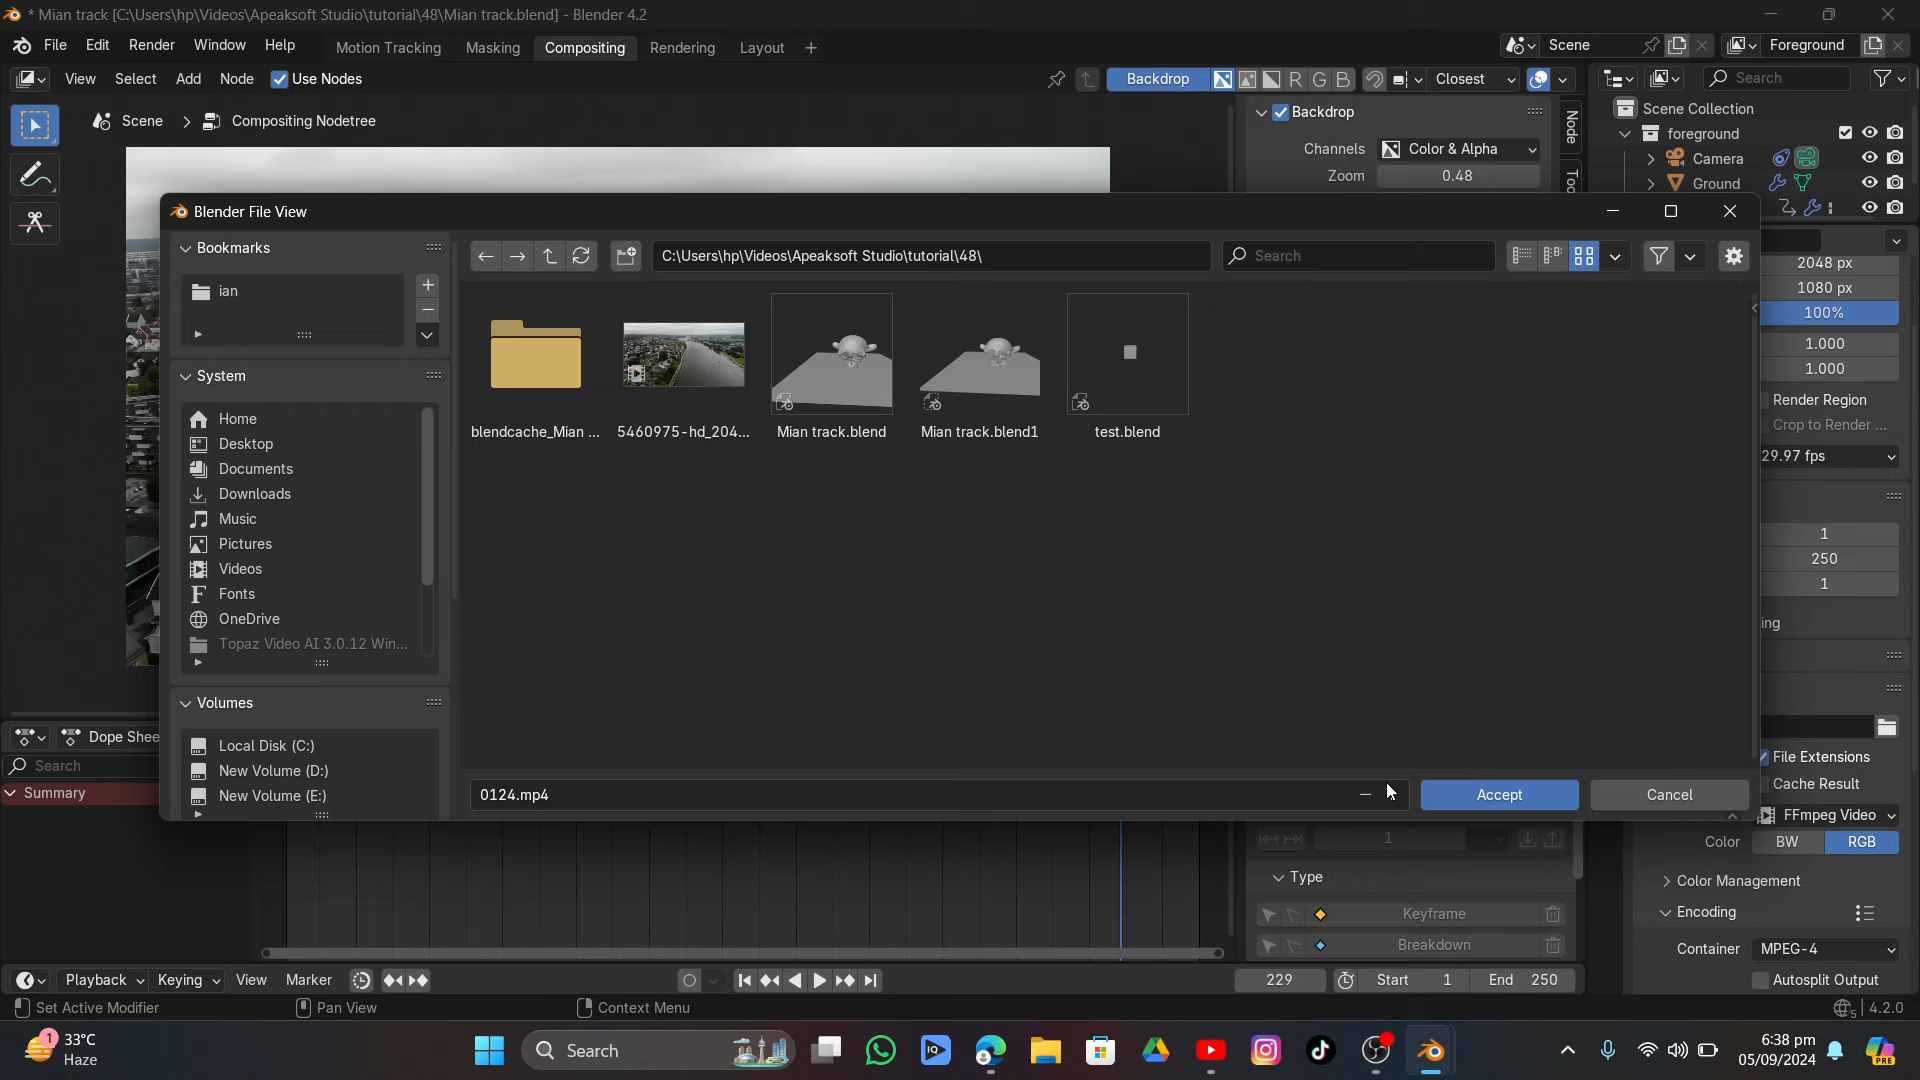 * Mian track [C:\Users\hp\Videos\Apeaksoft Studio\tutorial\48\Mian track.blend] - Blender 4.2
File Edit Render Window Help Motion Tracking Masking Compositing Rendering Layout + Scene Foreground
View Select Add Node Use Nodes Backdrop R G B Closest Search
Scene > Compositing Nodetree
Backdrop
Channels Color & Alpha
Zoom 0.48
Node
Scene Collection
foreground
Camera
Ground
Blender File View
Bookmarks
ian
C:\Users\hp\Videos\Apeaksoft Studio\tutorial\48\
Search
blendcache_Mian ...
5460975-hd_204...
Mian track.blend
Mian track.blend1
test.blend
System
Home
Desktop
Documents
Downloads
Music
Pictures
Videos
Fonts
OneDrive
Topaz Video AI 3.0.12 Win...
Volumes
Local Disk (C:)
New Volume (D:)
New Volume (E:)
0124.mp4
Accept
Cancel
2048 px
1080 px
100%
1.000
1.000
Render Region
Crop to Render ...
29.97 fps
1
250
1
File Extensions
Cache Result
FFmpeg Video
Color BW RGB
Color Management
Encoding
Container MPEG-4
Autosplit Output
Dope Shee
Search
Summary
1
Type
Keyframe
Breakdown
Playback Keying View Marker 229 Start 1 End 250
Set Active Modifier Pan View Context Menu 4.2.0
1 33°C
Haze
Search
6:38 pm
05/09/2024
PRE